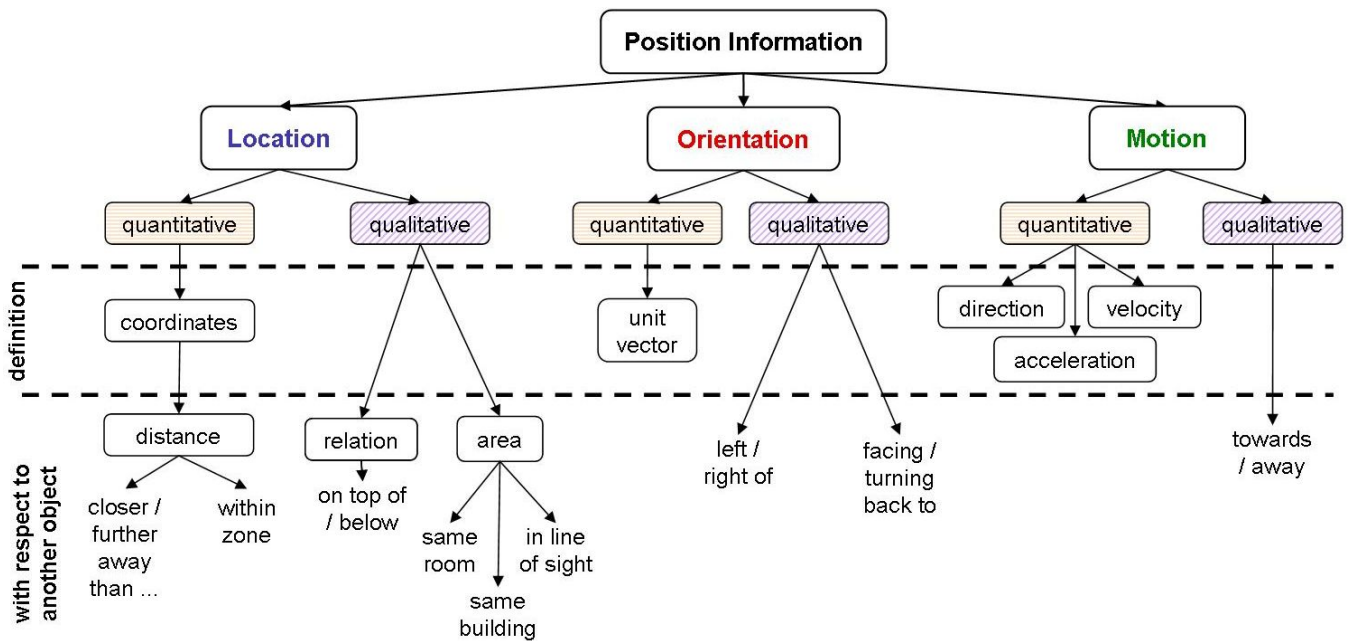 Position Information
Location
Orientation
Motion
quantitative
qualitative
quantitative
qualitative
quantitative
qualitative
definition
coordinates
unit
vector
direction
velocity
acceleration
with respect to
another object
distance
relation
area
left /
right of
facing /
turning
back to
towards
/ away
closer /
further
away
than ...
within
zone
on top of
/ below
same
room
in line
of sight
same
building